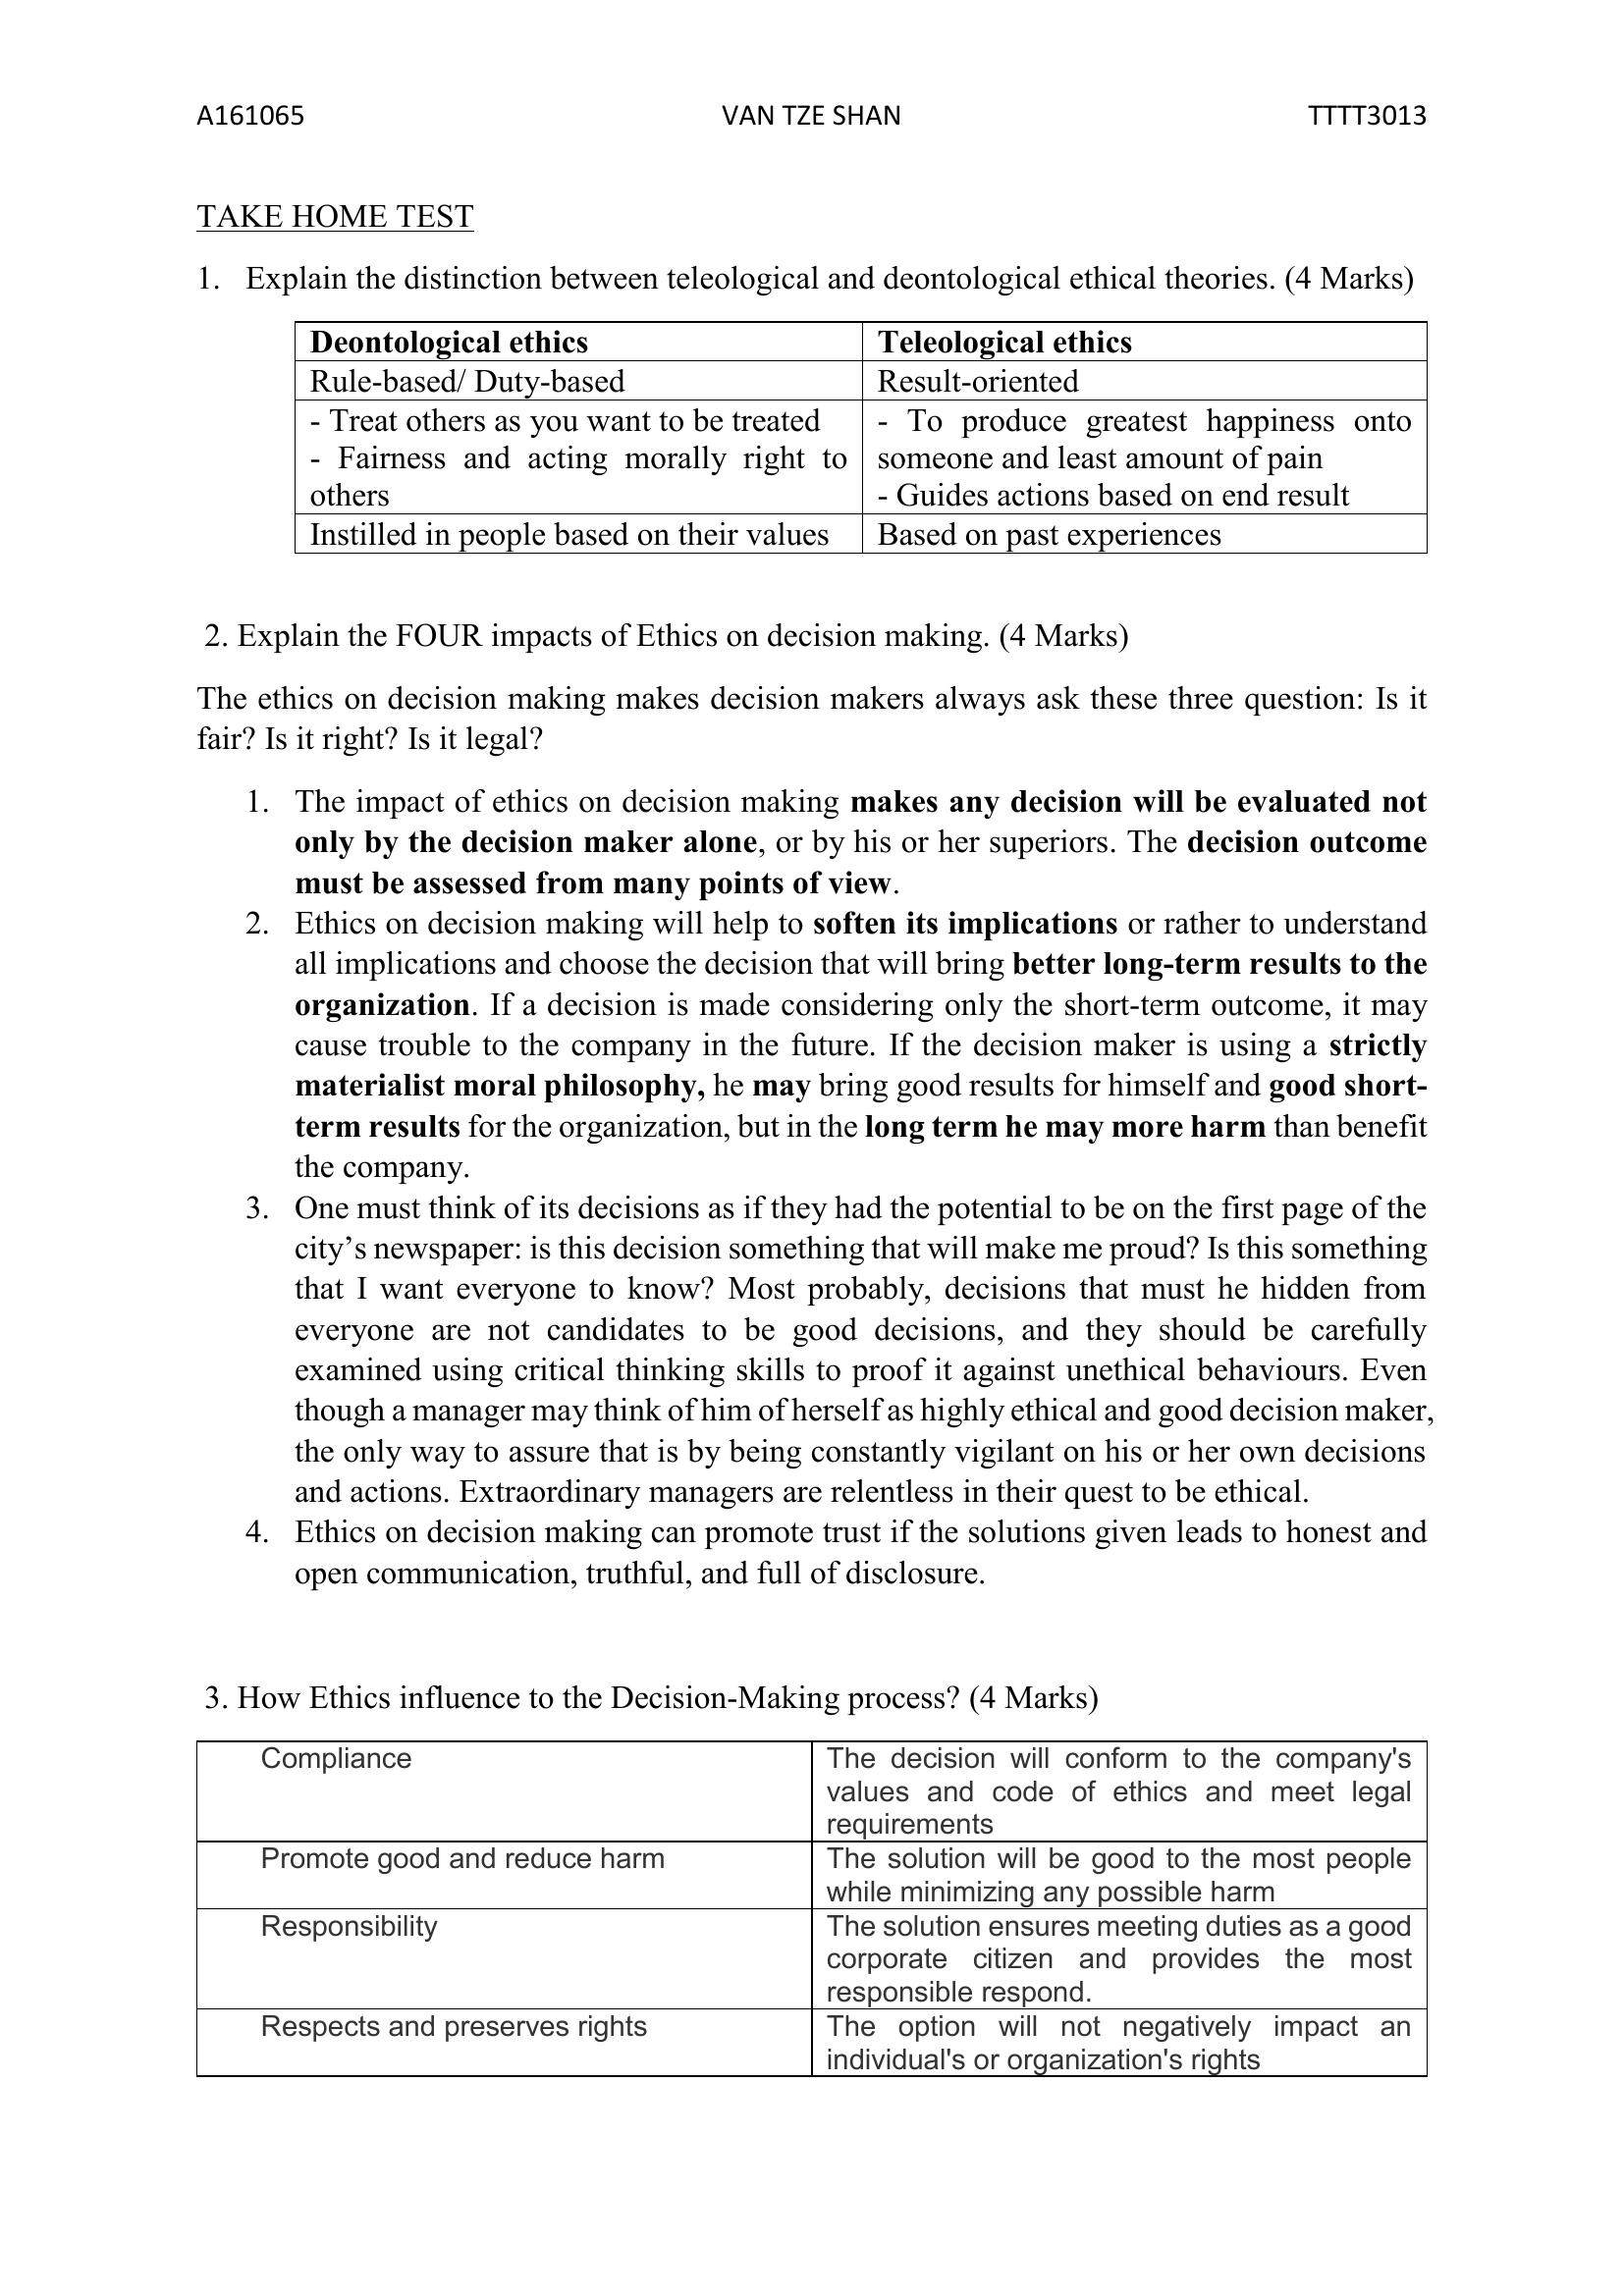 A161065 VAN TZE SHAN TTTT3013
TAKE HOME TEST
1. Explain the distinction between teleological and deontological ethical theories. (4 Marks)
Deontological ethics Teleological ethics
Rule-based/ Duty-based Result-oriented
- Treat others as you want to be treated
- Fairness and acting morally right to
others
- To produce greatest happiness onto
someone and least amount of pain
- Guides actions based on end result
Instilled in people based on their values Based on past experiences
2. Explain the FOUR impacts of Ethics on decision making. (4 Marks)
The ethics on decision making makes decision makers always ask these three question: Is it
fair? Is it right? Is it legal?
1. The impact of ethics on decision making makes any decision will be evaluated not
only by the decision maker alone, or by his or her superiors. The decision outcome
must be assessed from many points of view.
2. Ethics on decision making will help to soften its implications or rather to understand
all implications and choose the decision that will bring better long-term results to the
organization. If a decision is made considering only the short-term outcome, it may
cause trouble to the company in the future. If the decision maker is using a strictly
materialist moral philosophy, he may bring good results for himself and good short-
term results for the organization, but in the long term he may more harm than benefit
the company.
3. One must think of its decisions as if they had the potential to be on the first page of the
city’s newspaper: is this decision something that will make me proud? Is this something
that I want everyone to know? Most probably, decisions that must he hidden from
everyone are not candidates to be good decisions, and they should be carefully
examined using critical thinking skills to proof it against unethical behaviours. Even
though a manager may think of him of herself as highly ethical and good decision maker,
the only way to assure that is by being constantly vigilant on his or her own decisions
and actions. Extraordinary managers are relentless in their quest to be ethical.
4. Ethics on decision making can promote trust if the solutions given leads to honest and
open communication, truthful, and full of disclosure.
3. How Ethics influence to the Decision-Making process? (4 Marks)
Compliance
The decision will conform to the company's
values and code of ethics and meet legal
requirements
Promote good and reduce harm
The solution will be good to the most people
while minimizing any possible harm
Responsibility
The solution ensures meeting duties as a good
corporate citizen and provides the most
responsible respond.
Respects and preserves rights
The option will not negatively impact an
individual's or organization's rights